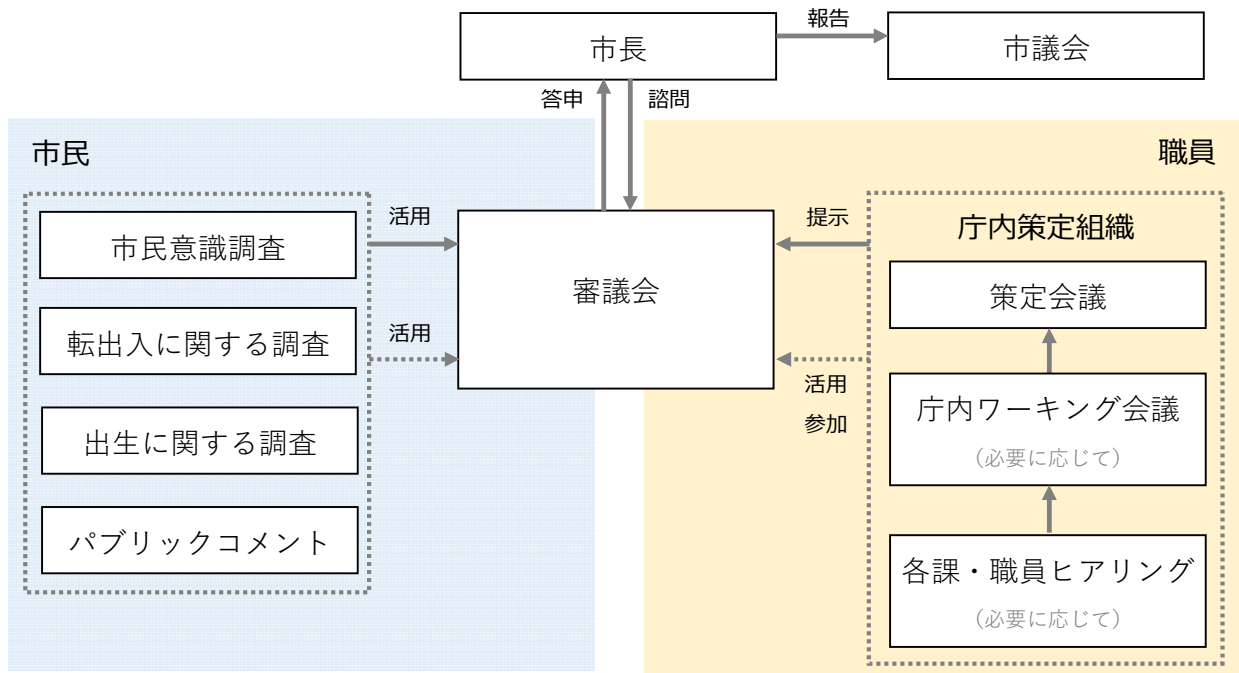 市長
報告
市議会
答申
諮問
市民
職員
市民意識調査
転出入に関する調査
出生に関する調査
パブリックコメント
活用
活用
審議会
提示
活用
参加
庁内策定組織
策定会議
庁内ワーキング会議
（必要に応じて）
各課・職員ヒアリング
（必要に応じて）